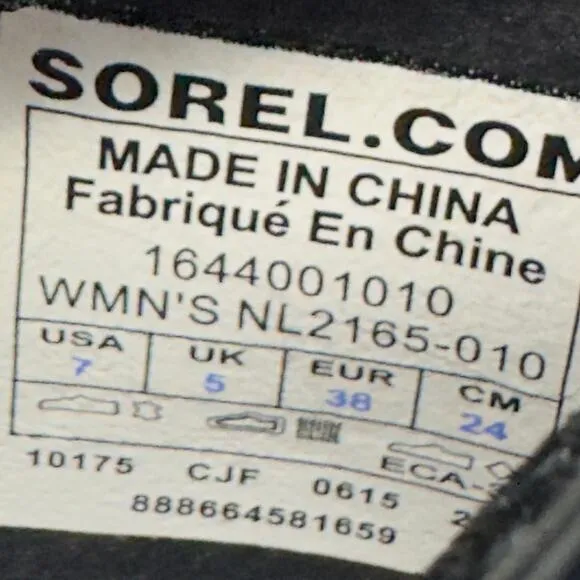 SOREL.COM
MADE IN CHINA
Fabriqué En Chine
1644001010
WMN'S NL2165-010
USA UK EUR CM
7 5 38 24
10175 CJF 0615
888664581659